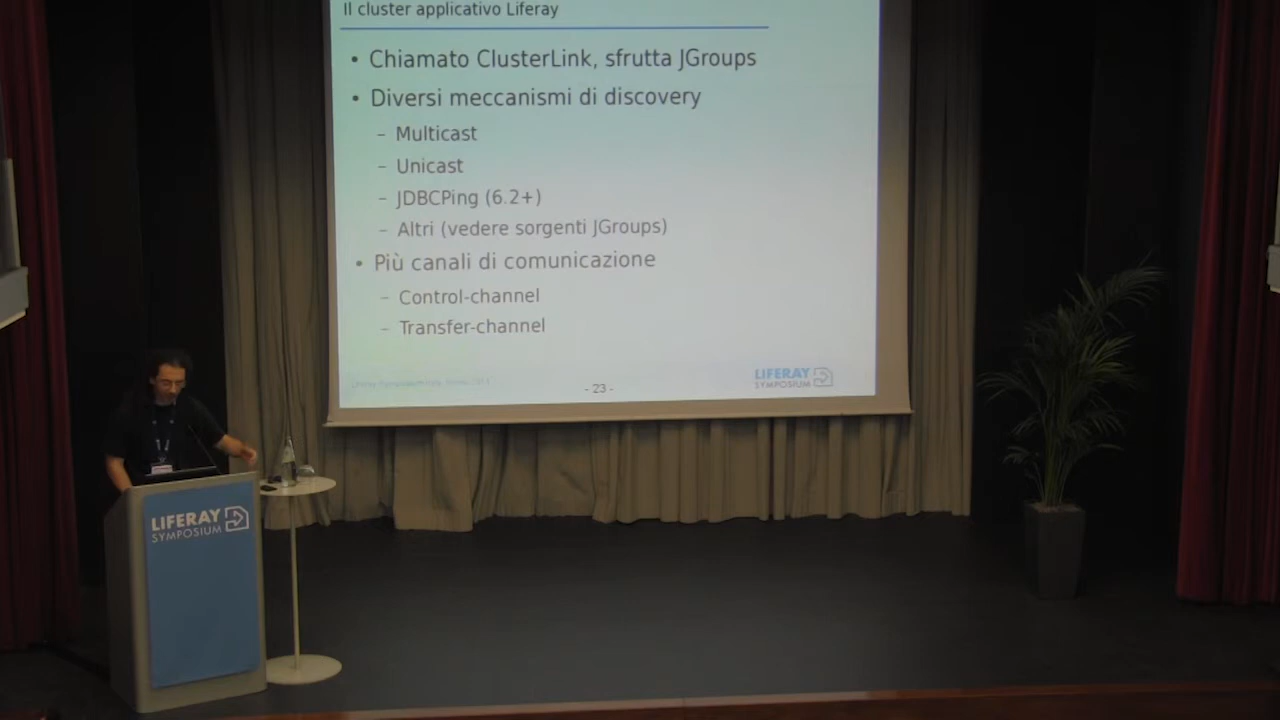 Il cluster applicativo Liferay
• Chiamato ClusterLink, sfrutta JGroups
• Diversi meccanismi di discovery
– Multicast
– Unicast
– JDBCPing (6.2+)
– Altri (vedere sorgenti JGroups)
• Più canali di comunicazione
– Control-channel
– Transfer-channel
- 23 -
LIFERAY
SYMPOSIUM
LIFERAY
SYMPOSIUM